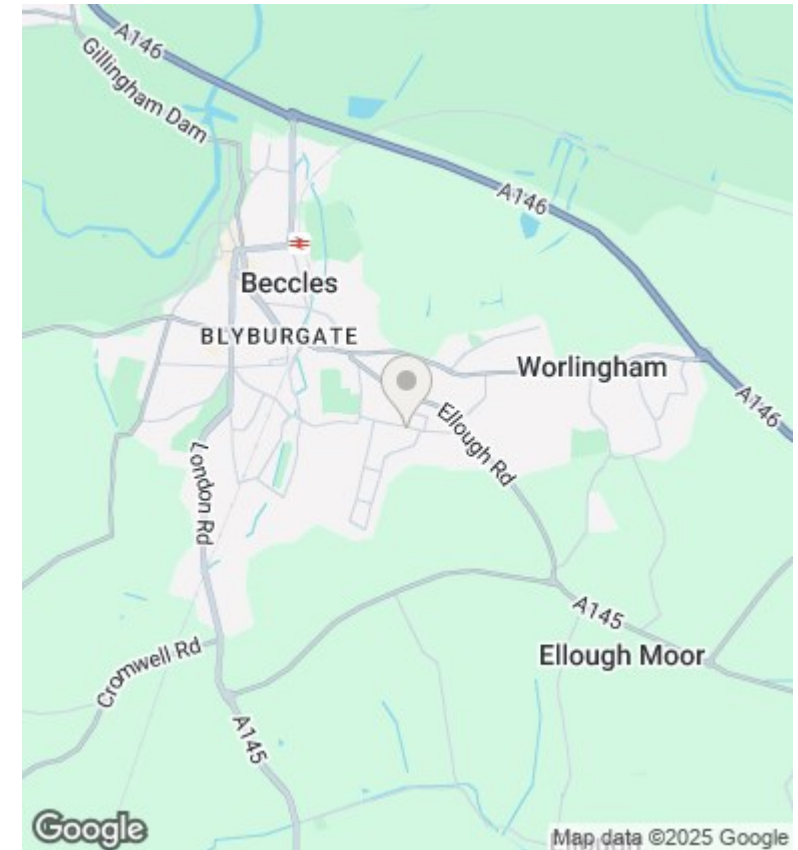 A146
Gillingham Dam
A146
A146
Beccles
BLYBURGATE
Worlingham
A146
Ellough Rd
London Rd
A145
Ellough Moor
Cromwell Rd
A145
Google
Map data ©2025 Google